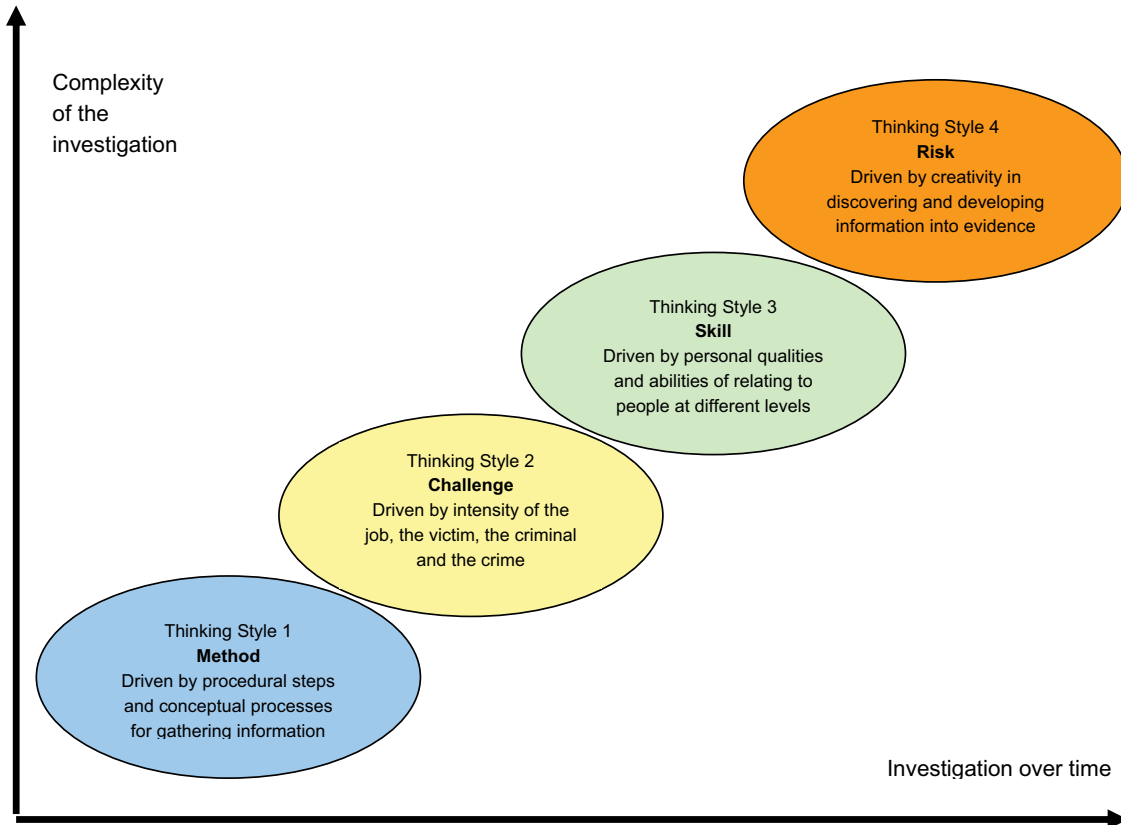 Complexity
of the
investigation
Thinking Style 4
Risk
Driven by creativity in
discovering and developing
information into evidence
Thinking Style 3
Skill
Driven by personal qualities
and abilities of relating to
people at different levels
Thinking Style 2
Challenge
Driven by intensity of the
job, the victim, the criminal
and the crime
Thinking Style 1
Method
Driven by procedural steps
and conceptual processes
for gathering information
Investigation over time